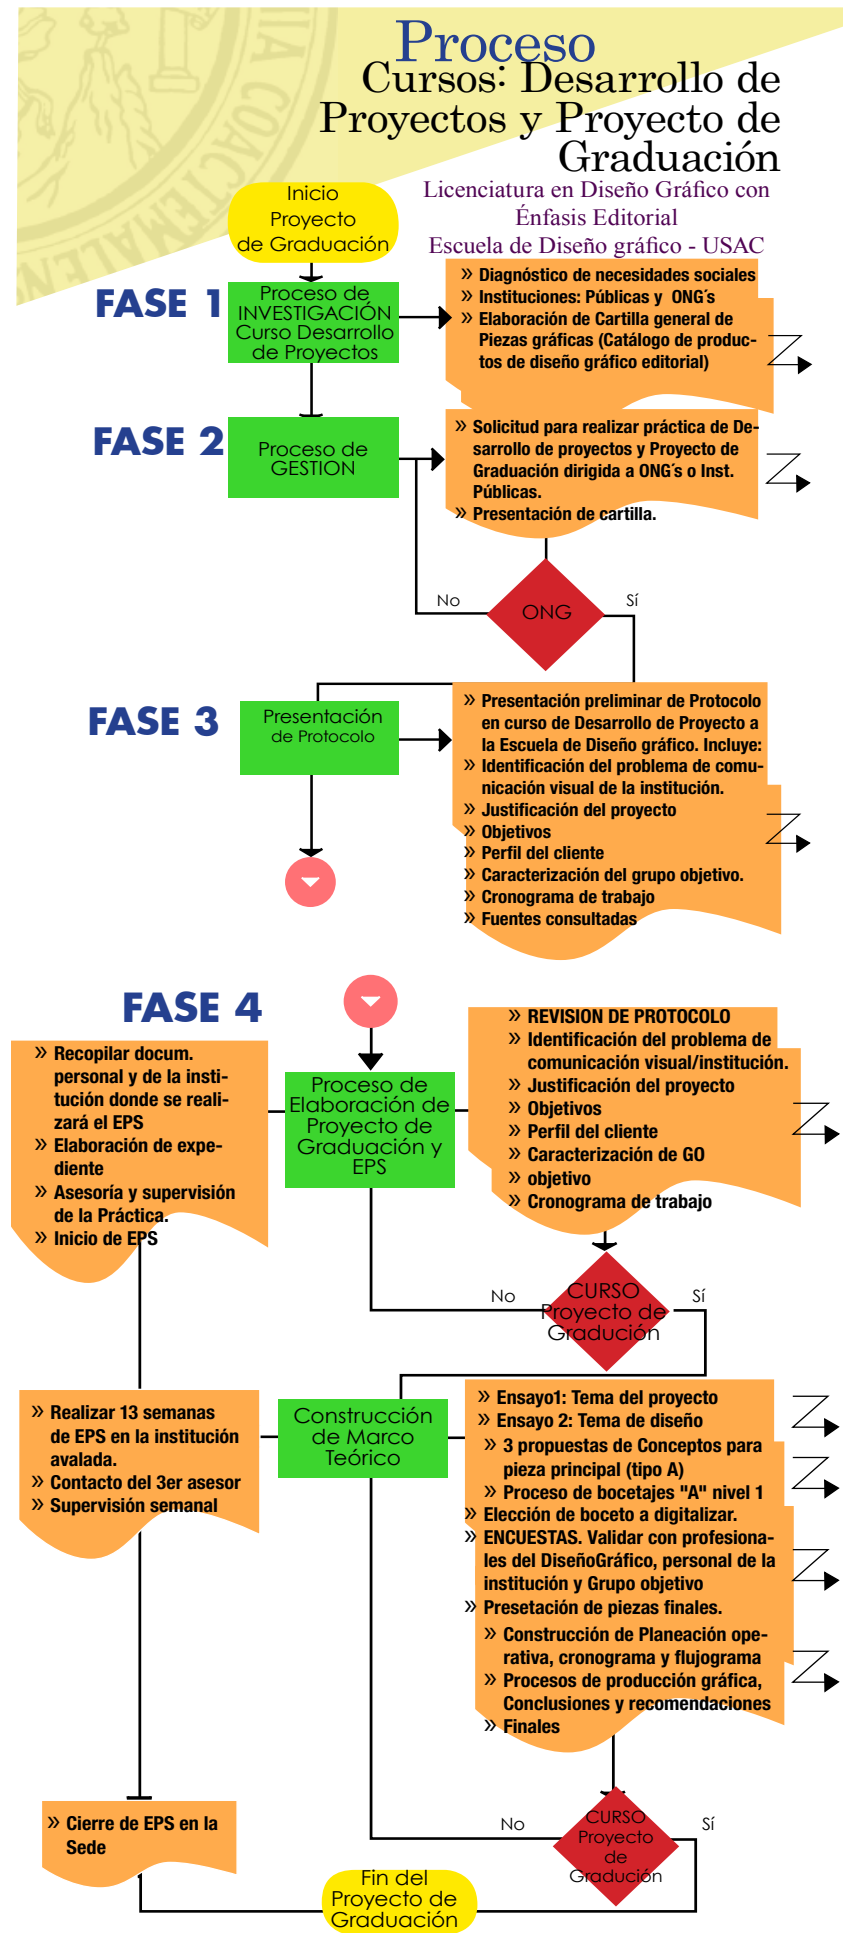 Proceso
Cursos: Desarrollo de
Proyectos y Proyecto de
Graduación
Licenciatura en Diseño Gráfico con
Énfasis Editorial
Escuela de Diseño gráfico - USAC
Inicio
Proyecto
de Graduación
FASE 1
Proceso de
INVESTIGACIÓN
Curso Desarrollo
de Proyectos
» Diagnóstico de necesidades sociales
» Instituciones: Públicas y ONG´s
» Elaboración de Cartilla general de
Piezas gráficas (Catálogo de produc-
tos de diseño gráfico editorial)
FASE 2
Proceso de
GESTION
» Solicitud para realizar práctica de De-
sarrollo de proyectos y Proyecto de
Graduación dirigida a ONG´s o Inst.
Públicas.
» Presentación de cartilla.
No
ONG
Sí
FASE 3
Presentación
de Protocolo
» Presentación preliminar de Protocolo
en curso de Desarrollo de Proyecto a
la Escuela de Diseño gráfico. Incluye:
» Identificación del problema de comu-
nicación visual de la institución.
» Justificación del proyecto
» Objetivos
» Perfil del cliente
» Caracterización del grupo objetivo.
» Cronograma de trabajo
» Fuentes consultadas
FASE 4
» Recopilar docum.
personal y de la insti-
tución donde se reali-
zará el EPS
» Elaboración de expe-
diente
» Asesoría y supervisión
de la Práctica.
» Inicio de EPS
Proceso de
Elaboración de
Proyecto de
Graduación y
EPS
» REVISION DE PROTOCOLO
» Identificación del problema de
comunicación visual/institución.
» Justificación del proyecto
» Objetivos
» Perfil del cliente
» Caracterización de GO
» objetivo
» Cronograma de trabajo
No
CURSO
Proyecto de
Gradución
Sí
» Realizar 13 semanas
de EPS en la institución
avalada.
» Contacto del 3er asesor
» Supervisión semanal
Construcción
de Marco
Teórico
» Ensayo1: Tema del proyecto
» Ensayo 2: Tema de diseño
» 3 propuestas de Conceptos para
pieza principal (tipo A)
» Proceso de bocetajes "A" nivel 1
» Elección de boceto a digitalizar.
» ENCUESTAS. Validar con profesiona-
les del DiseñoGráfico, personal de la
institución y Grupo objetivo
» Presetación de piezas finales.
» Construcción de Planeación ope-
rativa, cronograma y flujograma
» Procesos de producción gráfica,
Conclusiones y recomendaciones
» Finales
» Cierre de EPS en la
Sede
No
CURSO
Proyecto
de
Gradución
Sí
Fin del
Proyecto de
Graduación